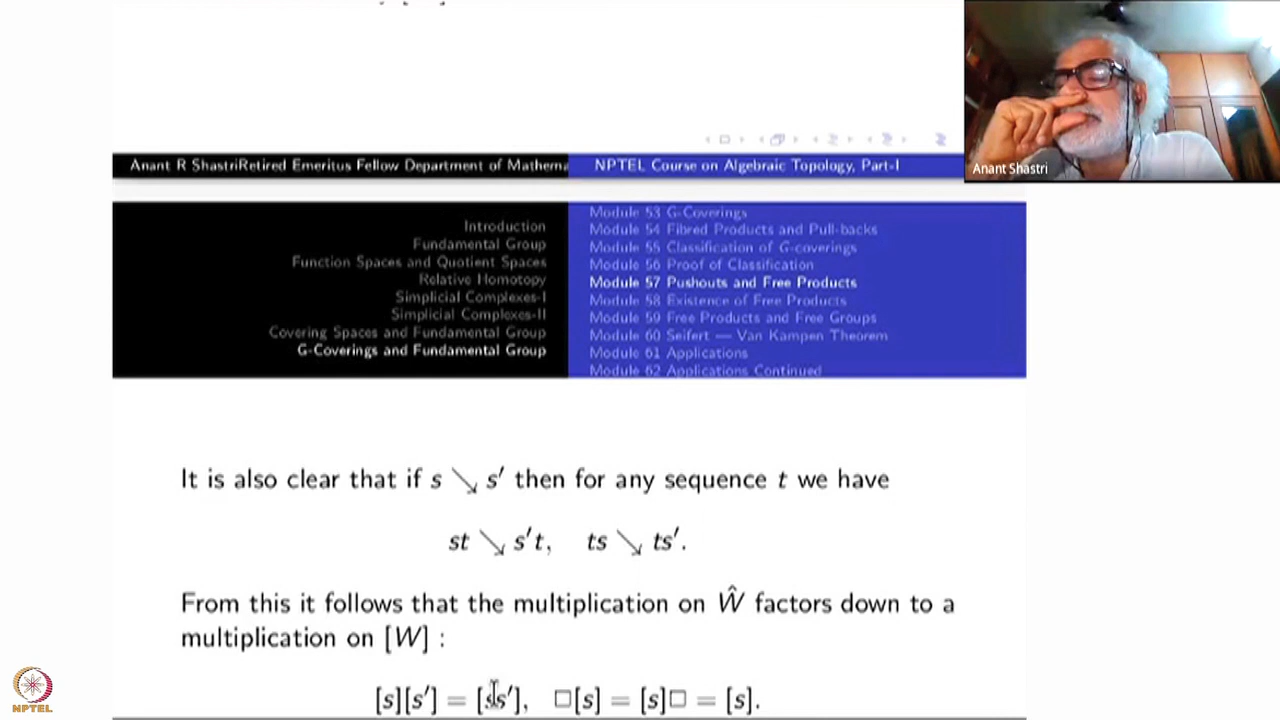 Anant Shastri
Anant R ShastriRetired Emeritus Fellow Department of Mathema
NPTEL Course on Algebraic Topology, Part-I
Introduction
Fundamental Group
Function Spaces and Quotient Spaces
Relative Homotopy
Simplicial Complexes-I
Simplicial Complexes-II
Covering Spaces and Fundamental Group
G-Coverings and Fundamental Group
Module 53 G-Coverings
Module 54 Fibred Products and Pull-backs
Module 55 Classification of G-coverings
Module 56 Proof of Classification
Module 57 Pushouts and Free Products
Module 58 Existence of Free Products
Module 59 Free Products and Free Groups
Module 60 Seifert — Van Kampen Theorem
Module 61 Applications
Module 62 Applications Continued
It is also clear that if s ↘ s′ then for any sequence t we have
st ↘ s′t, ts ↘ ts′.
From this it follows that the multiplication on Ŵ factors down to a
multiplication on [W] :
[s][s′] = [ss′], □[s] = [s]□ = [s].
NPTEL